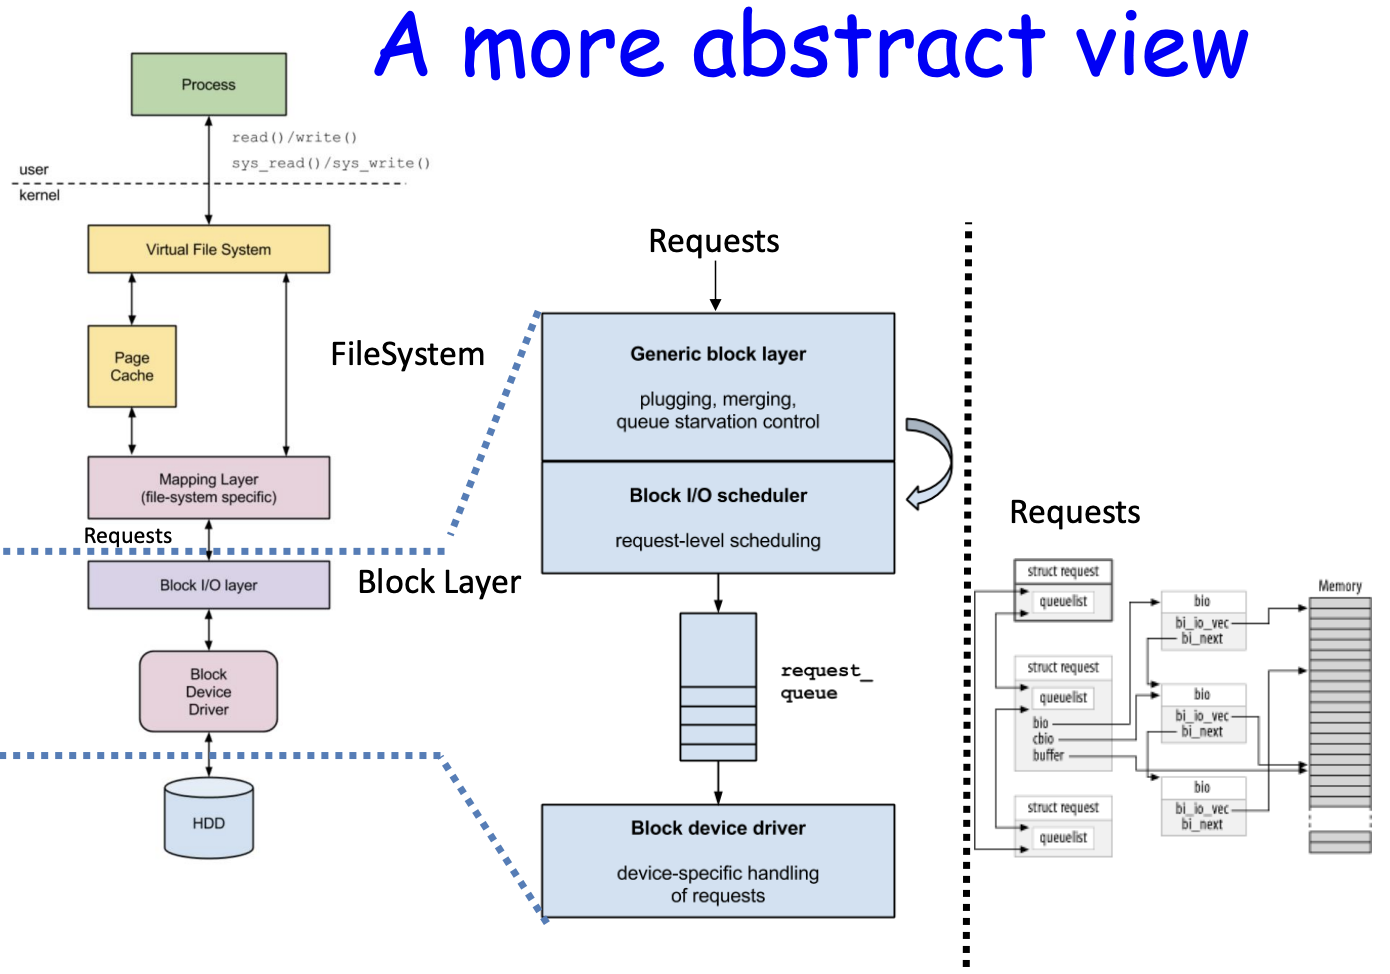 A more abstract view
Process
read()/write()
sys_read()/sys_write()
user
kernel
Virtual File System
Page
Cache
FileSystem
Mapping Layer
(file-system specific)
Requests
Block I/O layer
Block Layer
Block
Device
Driver
HDD
Requests
Generic block layer
plugging, merging,
queue starvation control
Block I/O scheduler
request-level scheduling
request_
queue
Block device driver
device-specific handling
of requests
Requests
struct request
queuelist
struct request
queuelist
bio
cbio
buffer
struct request
queuelist
bio
bi_io_vec
bi_next
bio
bi_io_vec
bi_next
bio
bi_io_vec
bi_next
Memory